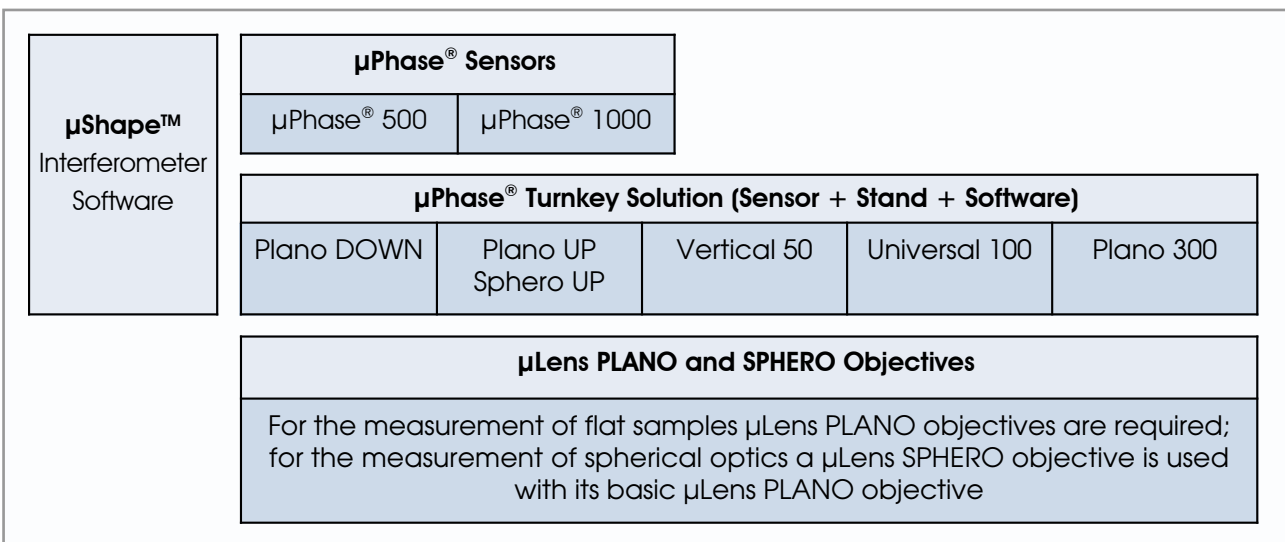 µShape™
Interferometer
Software
µPhase® Sensors
µPhase® 500
µPhase® 1000
µPhase® Turnkey Solution (Sensor + Stand + Software)
Plano DOWN
Plano UP
Sphero UP
Vertical 50
Universal 100
Plano 300
µLens PLANO and SPHERO Objectives
For the measurement of flat samples µLens PLANO objectives are required;
for the measurement of spherical optics a µLens SPHERO objective is used
with its basic µLens PLANO objective